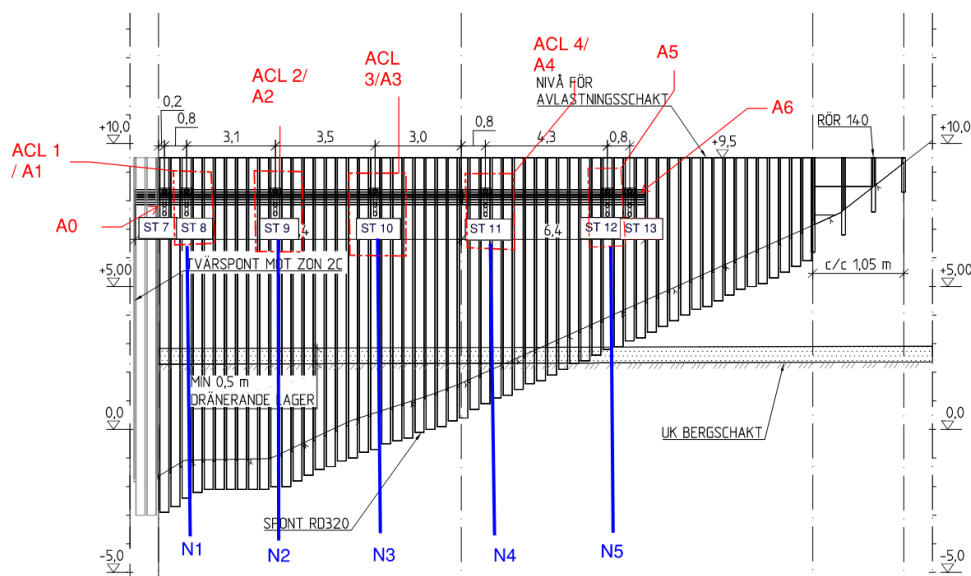 ACL 2/
A2
ACL
3/A3
ACL 4/
A4
A5
A6
NIVÅ FÖR
AVLASTNINGSSCHAKT
RÖR 140
0,2
0,8
3,1
3,5
3,0
0,8
4,3
0,8
+9,5
+10,0
+10,0
ACL 1
/ A1
A0
ST 7
ST 8
ST 9
ST 10
ST 11
ST 12
ST 13
4
6,4
TVÄRSPONT MOT ZON 2C
c/c 1,05 m
+5,00
+5,00
MIN 0,5 m
DRÄNERANDE LAGER
0,0
0,0
UK BERGSCHAKT
SPONT RD320
N1
N2
N3
N4
N5
-5,0
-5,0